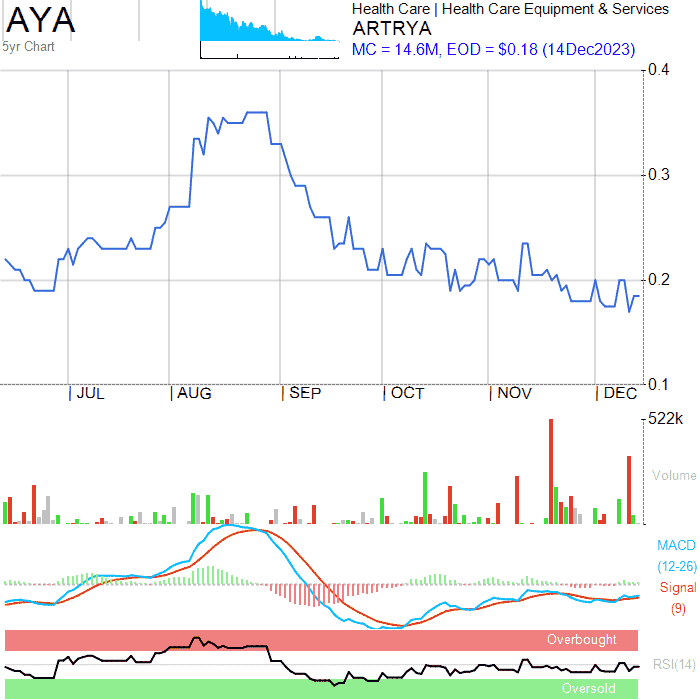 AYA
5yr Chart
Health Care | Health Care Equipment & Services
ARTRYA
MC = 14.6M, EOD = $0.18 (14Dec2023)
0.4
0.3
0.2
0.1
| JUL | AUG | SEP | OCT | NOV | DEC
522k
Volume
MACD
(12-26)
Signal
(9)
Overbought
RSI(14)
Oversold